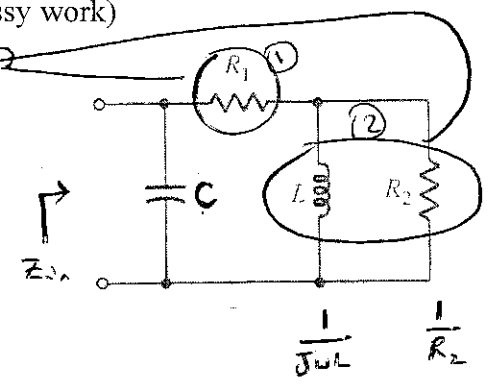 ssy work)
R₁ ①
②
C L R₂
Zin
1/JωL 1/R₂